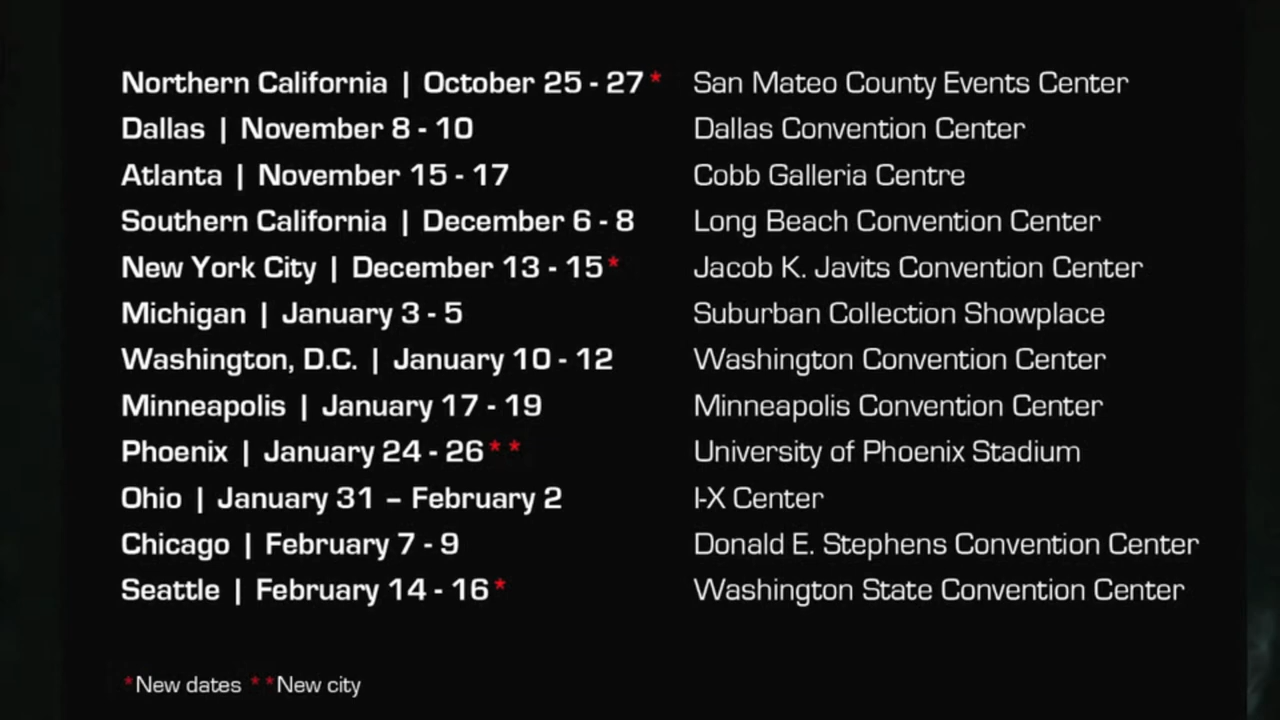 Northern California | October 25 - 27* San Mateo County Events Center
Dallas | November 8 - 10 Dallas Convention Center
Atlanta | November 15 - 17 Cobb Galleria Centre
Southern California | December 6 - 8 Long Beach Convention Center
New York City | December 13 - 15* Jacob K. Javits Convention Center
Michigan | January 3 - 5 Suburban Collection Showplace
Washington, D.C. | January 10 - 12 Washington Convention Center
Minneapolis | January 17 - 19 Minneapolis Convention Center
Phoenix | January 24 - 26** University of Phoenix Stadium
Ohio | January 31 – February 2 I-X Center
Chicago | February 7 - 9 Donald E. Stephens Convention Center
Seattle | February 14 - 16* Washington State Convention Center
*New dates **New city